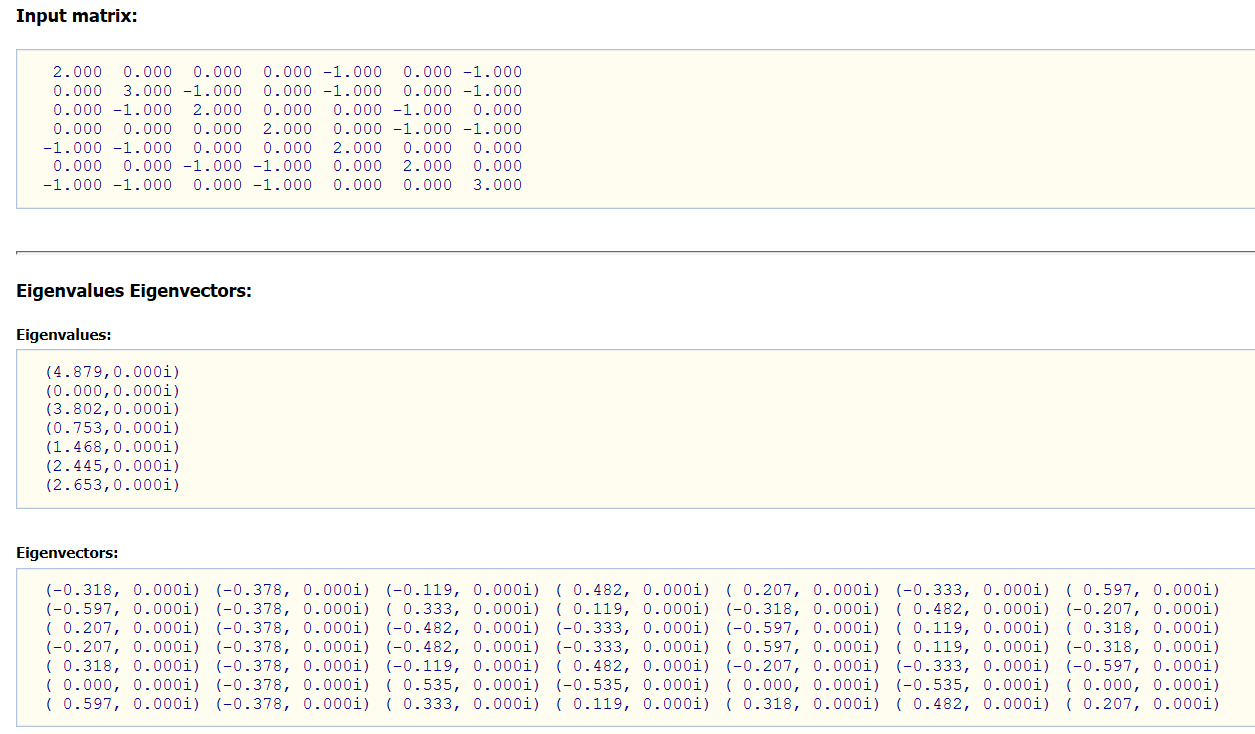 Input matrix:
2.000 0.000 0.000 0.000 -1.000 0.000 -1.000
0.000 3.000 -1.000 0.000 -1.000 0.000 -1.000
0.000 -1.000 2.000 0.000 0.000 -1.000 0.000
0.000 0.000 0.000 2.000 0.000 -1.000 -1.000
-1.000 -1.000 0.000 0.000 2.000 0.000 0.000
0.000 0.000 -1.000 -1.000 0.000 2.000 0.000
-1.000 -1.000 0.000 -1.000 0.000 0.000 3.000
Eigenvalues Eigenvectors:
Eigenvalues:
(4.879,0.000i)
(0.000,0.000i)
(3.802,0.000i)
(0.753,0.000i)
(1.468,0.000i)
(2.445,0.000i)
(2.653,0.000i)
Eigenvectors:
(-0.318, 0.000i) (-0.378, 0.000i) (-0.119, 0.000i) ( 0.482, 0.000i) ( 0.207, 0.000i) (-0.333, 0.000i) ( 0.597, 0.000i)
(-0.597, 0.000i) (-0.378, 0.000i) ( 0.333, 0.000i) ( 0.119, 0.000i) (-0.318, 0.000i) ( 0.482, 0.000i) (-0.207, 0.000i)
( 0.207, 0.000i) (-0.378, 0.000i) (-0.482, 0.000i) (-0.333, 0.000i) (-0.597, 0.000i) ( 0.119, 0.000i) ( 0.318, 0.000i)
(-0.207, 0.000i) (-0.378, 0.000i) (-0.482, 0.000i) (-0.333, 0.000i) ( 0.597, 0.000i) ( 0.119, 0.000i) (-0.318, 0.000i)
( 0.318, 0.000i) (-0.378, 0.000i) (-0.119, 0.000i) ( 0.482, 0.000i) (-0.207, 0.000i) (-0.333, 0.000i) (-0.597, 0.000i)
( 0.000, 0.000i) (-0.378, 0.000i) ( 0.535, 0.000i) (-0.535, 0.000i) ( 0.000, 0.000i) (-0.535, 0.000i) ( 0.000, 0.000i)
( 0.597, 0.000i) (-0.378, 0.000i) ( 0.333, 0.000i) ( 0.119, 0.000i) ( 0.318, 0.000i) ( 0.482, 0.000i) ( 0.207, 0.000i)